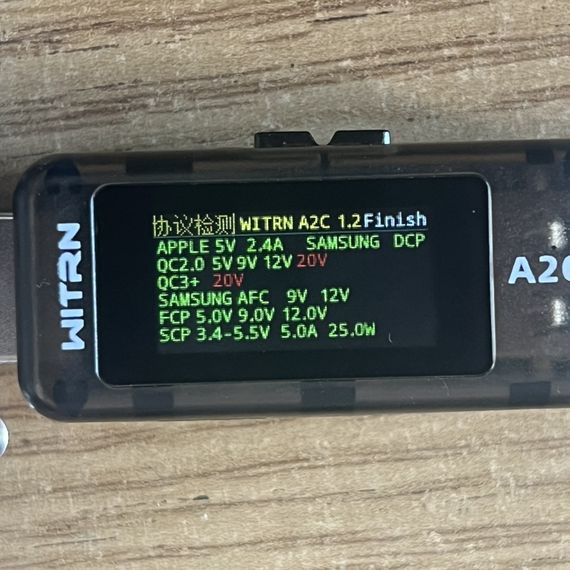 协议检测 WITRN A2C 1.2 Finish
APPLE 5V 2.4A SAMSUNG DCP
QC2.0 5V 9V 12V 20V
QC3+ 20V
SAMSUNG AFC 9V 12V
FCP 5.0V 9.0V 12.0V
SCP 3.4-5.5V 5.0A 25.0W
WITRN